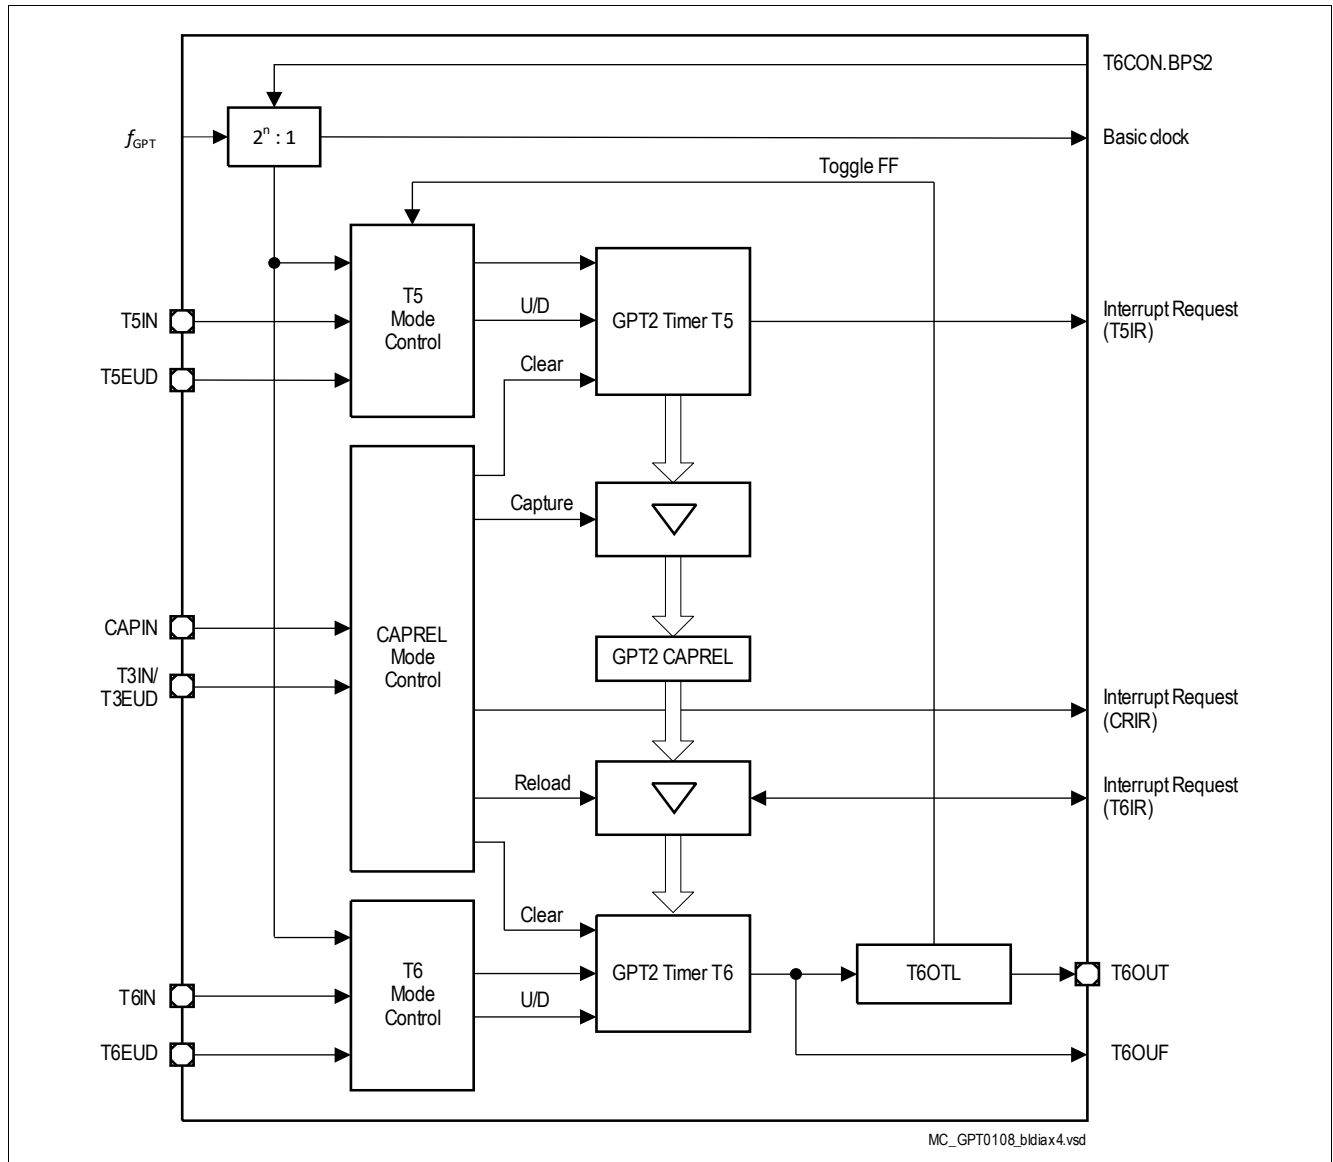 T6CON.BPS2
fGPT
2ⁿ : 1
Basic clock
Toggle FF
T5
Mode
Control
U/D
GPT2 Timer T5
T5IN
Interrupt Request
(T5IR)
T5EUD
Clear
Capture
CAPIN
CAPREL
Mode
Control
GPT2 CAPREL
T3IN/
T3EUD
Interrupt Request
(CRIR)
Reload
Interrupt Request
(T6IR)
Clear
T6
Mode
Control
GPT2 Timer T6
T6OTL
T6OUT
T6IN
U/D
T6EUD
T6OUF
MC_GPT0108_bldiax4.vsd